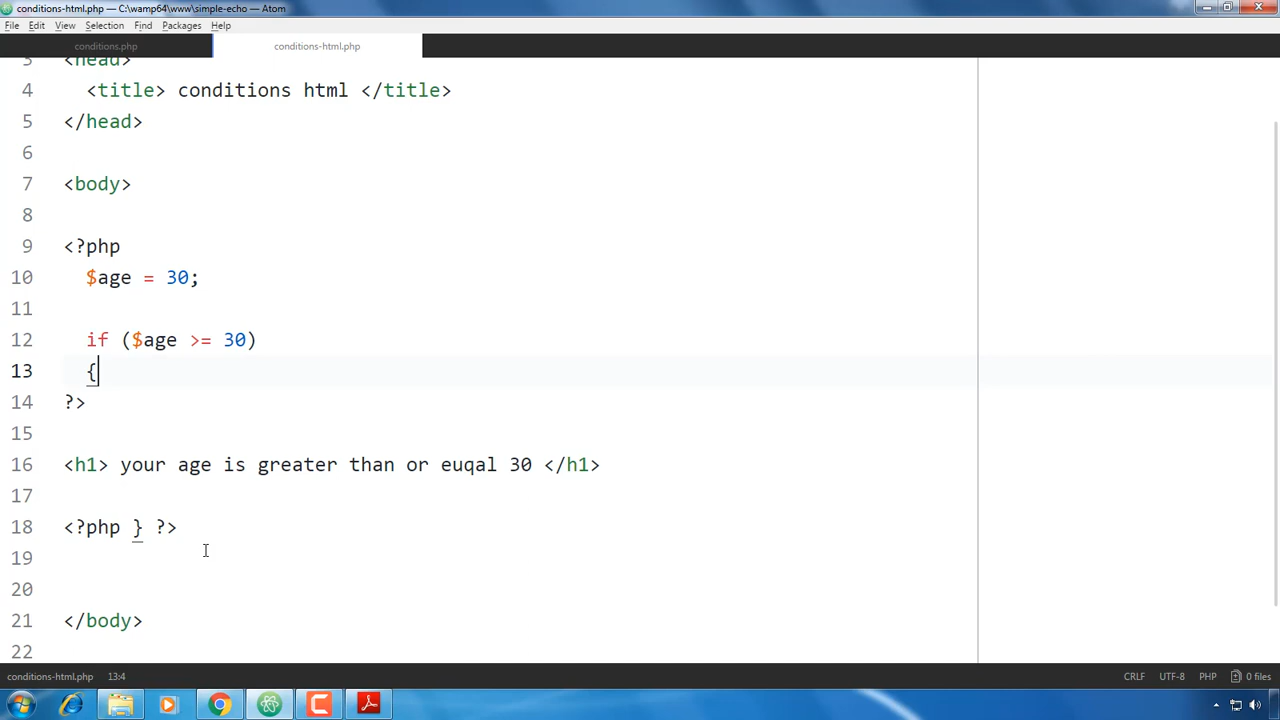 conditions-html.php — C:\wamp64\www\simple-echo — Atom
File Edit View Selection Find Packages Help
conditions.php conditions-html.php
3 <head>
4 <title> conditions html </title>
5 </head>
6
7 <body>
8
9 <?php
10 $age = 30;
11
12 if ($age >= 30)
13 {
14 ?>
15
16 <h1> your age is greater than or euqal 30 </h1>
17
18 <?php } ?>
19
20
21 </body>
22
conditions-html.php 13:4 CRLF UTF-8 PHP 0 files